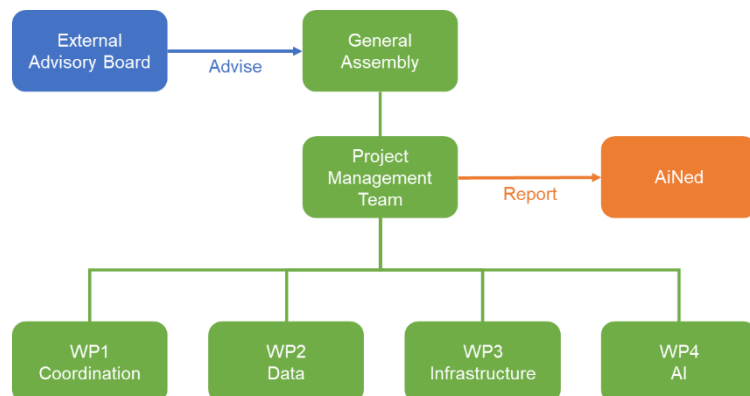 External
Advisory Board
Advise
General
Assembly
Project
Management
Team
Report
AiNed
WP1
Coordination
WP2
Data
WP3
Infrastructure
WP4
AI